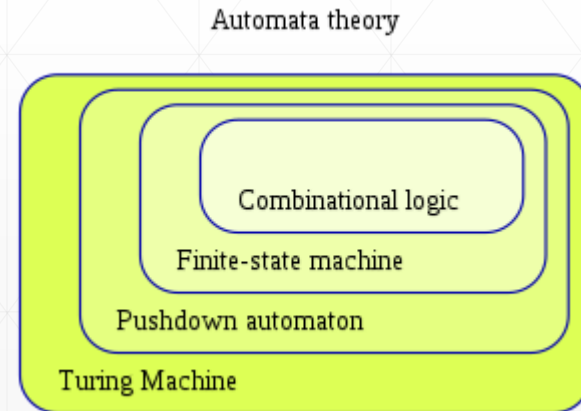 Automata theory
Combinational logic
Finite-state machine
Pushdown automaton
Turing Machine